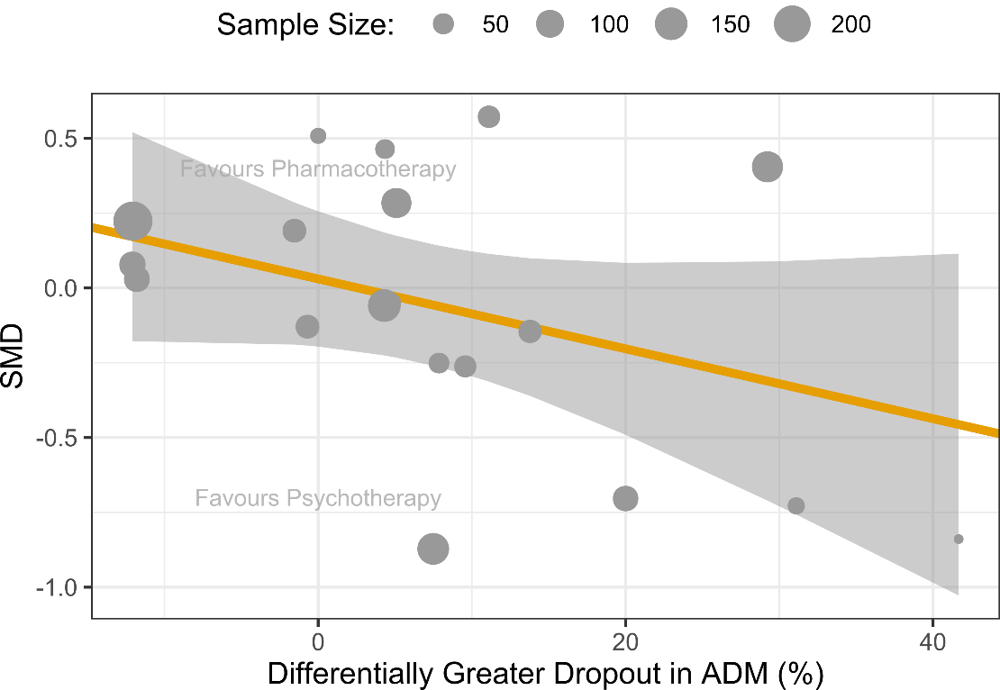 Sample Size: 50 100 150 200
0.5
Favours Pharmacotherapy
0.0
SMD
-0.5
Favours Psychotherapy
-1.0
0 20 40
Differentially Greater Dropout in ADM (%)